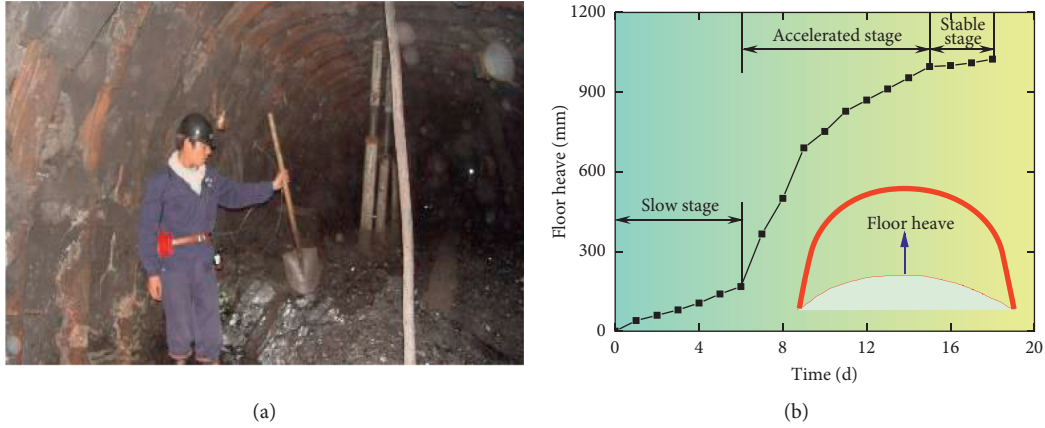 1200
Accelerated stage
Stable
stage
900
Floor heave (mm)
600
Slow stage
Floor heave
300
0
0
4
8
12
16
20
Time (d)
(a)
(b)